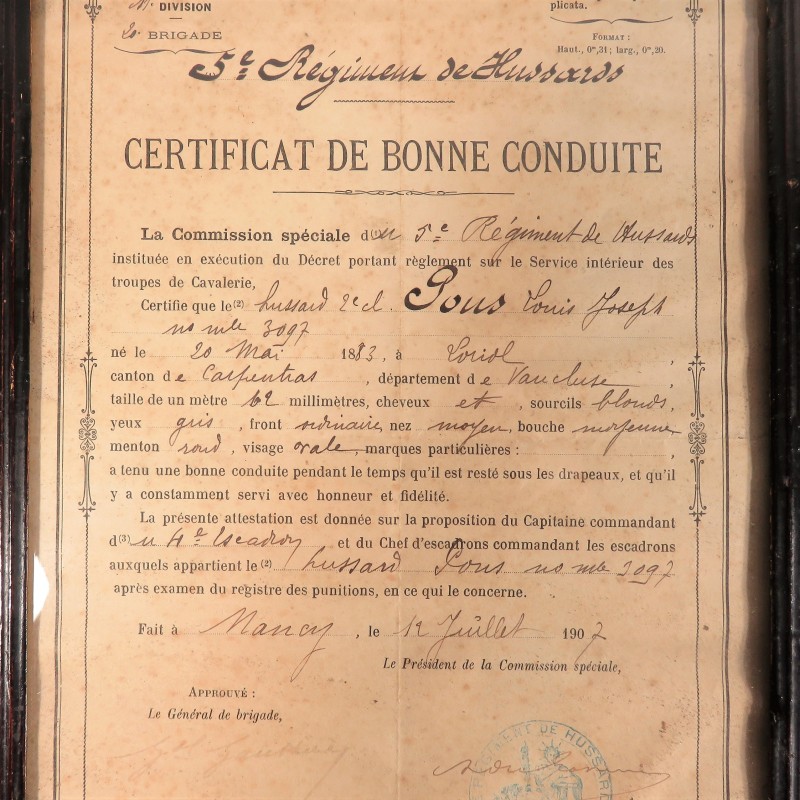 DIVISION
plicata.
2e BRIGADE
FORMAT :
Haut., 0m,31; larg., 0m,20.
5e Régiment de Hussards
CERTIFICAT DE BONNE CONDUITE
La Commission spéciale d(1)u 5e Régiment de Hussards
instituée en exécution du Décret portant règlement sur le Service intérieur des
troupes de Cavalerie,
Certifie que le(2) hussard 2e cl. Pous Louis Joseph
no mle 3097
né le 20 Mai 1883, à Loriol,
canton de Carpentras, département de Vaucluse,
taille de un mètre 62 millimètres, cheveux et, sourcils blonds,
yeux gris, front ordinaire, nez moyen, bouche moyenne,
menton rond, visage ovale, marques particulières :
a tenu une bonne conduite pendant le temps qu'il est resté sous les drapeaux, et qu'il
y a constamment servi avec honneur et fidélité.
La présente attestation est donnée sur la proposition du Capitaine commandant
d(3)u 4e Escadron et du Chef d'escadrons commandant les escadrons
auxquels appartient le(2) hussard Pous no mle 3097
après examen du registre des punitions, en ce qui le concerne.
Fait à Nancy, le 12 Juillet 1907
Le Président de la Commission spéciale,
APPROUVÉ :
Le Général de brigade,
RÉGIMENT DE HUSSARDS